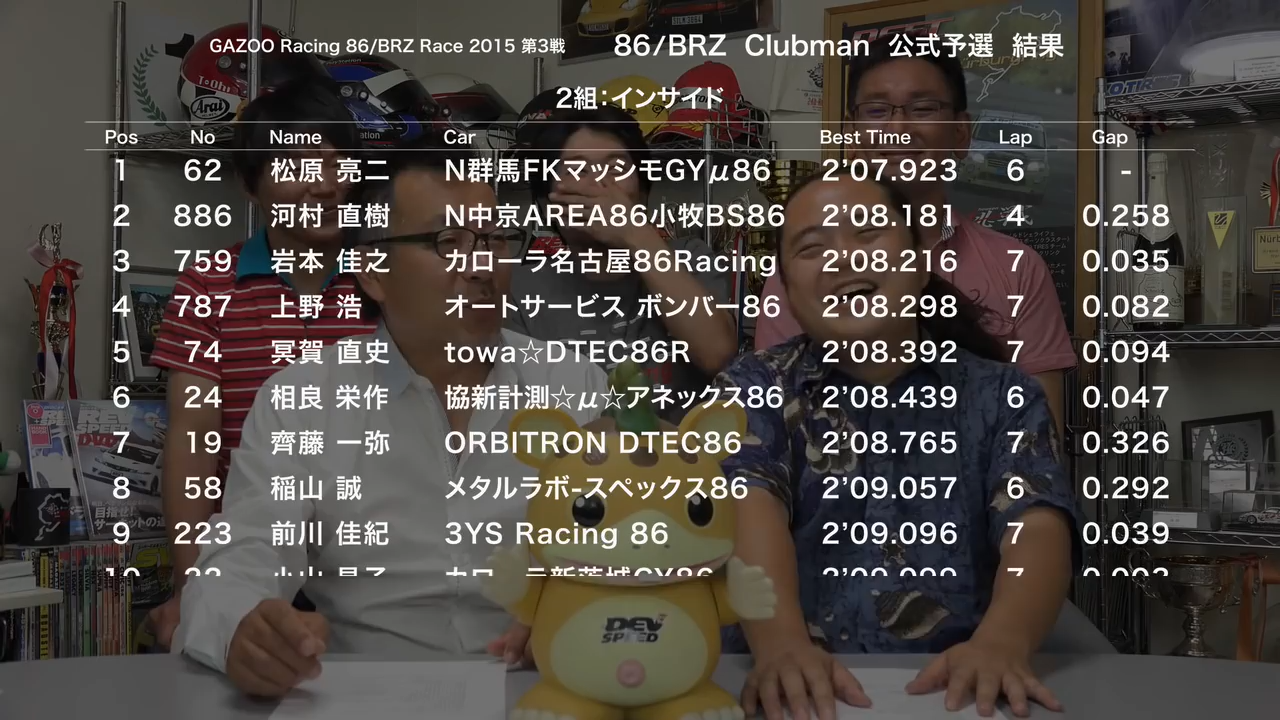 GAZOO Racing 86/BRZ Race 2015 第3戦 86/BRZ Clubman 公式予選 結果
2組:インサイド
Pos No Name Car Best Time Lap Gap
1 62 松原 亮二 N群馬FKマッシモGYμ86 2’07.923 6 -
2 886 河村 直樹 N中京AREA86小牧BS86 2’08.181 4 0.258
3 759 岩本 佳之 カローラ名古屋86Racing 2’08.216 7 0.035
4 787 上野 浩 オートサービス ボンバー86 2’08.298 7 0.082
5 74 冥賀 直史 towa☆DTEC86R 2’08.392 7 0.094
6 24 相良 栄作 協新計測☆μ☆アネックス86 2’08.439 6 0.047
7 19 齊藤 一弥 ORBITRON DTEC86 2’08.765 7 0.326
8 58 稲山 誠 メタルラボ-スペックス86 2’09.057 6 0.292
9 223 前川 佳紀 3YS Racing 86 2’09.096 7 0.039
Arai
DEV
SPEED